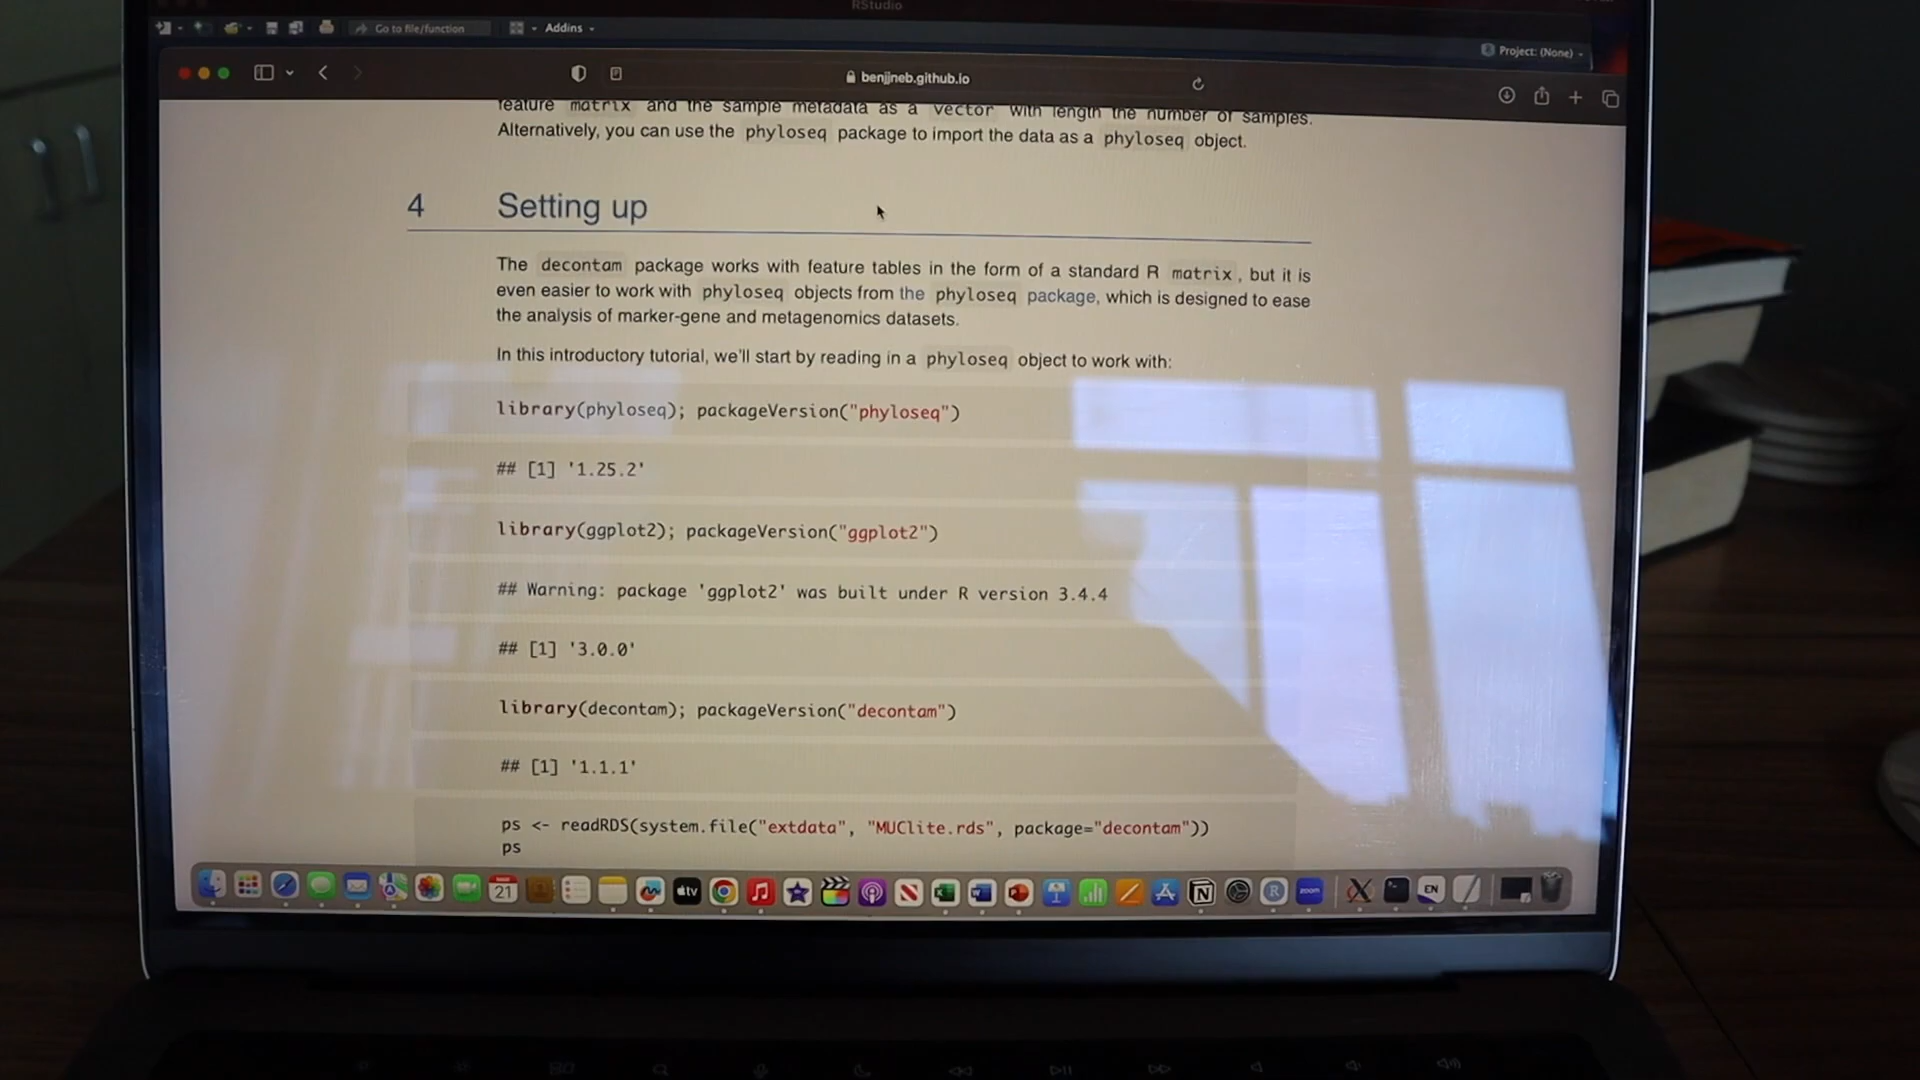 RStudio
Go to file/function
Addins
Project: (None)
benjjneb.github.io
feature matrix and the sample metadata as a vector with length the number of samples.
Alternatively, you can use the phyloseq package to import the data as a phyloseq object.
4 Setting up
The decontam package works with feature tables in the form of a standard R matrix, but it is
even easier to work with phyloseq objects from the phyloseq package, which is designed to ease
the analysis of marker-gene and metagenomics datasets.
In this introductory tutorial, we'll start by reading in a phyloseq object to work with:
library(phyloseq); packageVersion("phyloseq")
## [1] '1.25.2'
library(ggplot2); packageVersion("ggplot2")
## Warning: package 'ggplot2' was built under R version 3.4.4
## [1] '3.0.0'
library(decontam); packageVersion("decontam")
## [1] '1.1.1'
ps <- readRDS(system.file("extdata", "MUClite.rds", package="decontam"))
ps
21
tv
zoom
EN